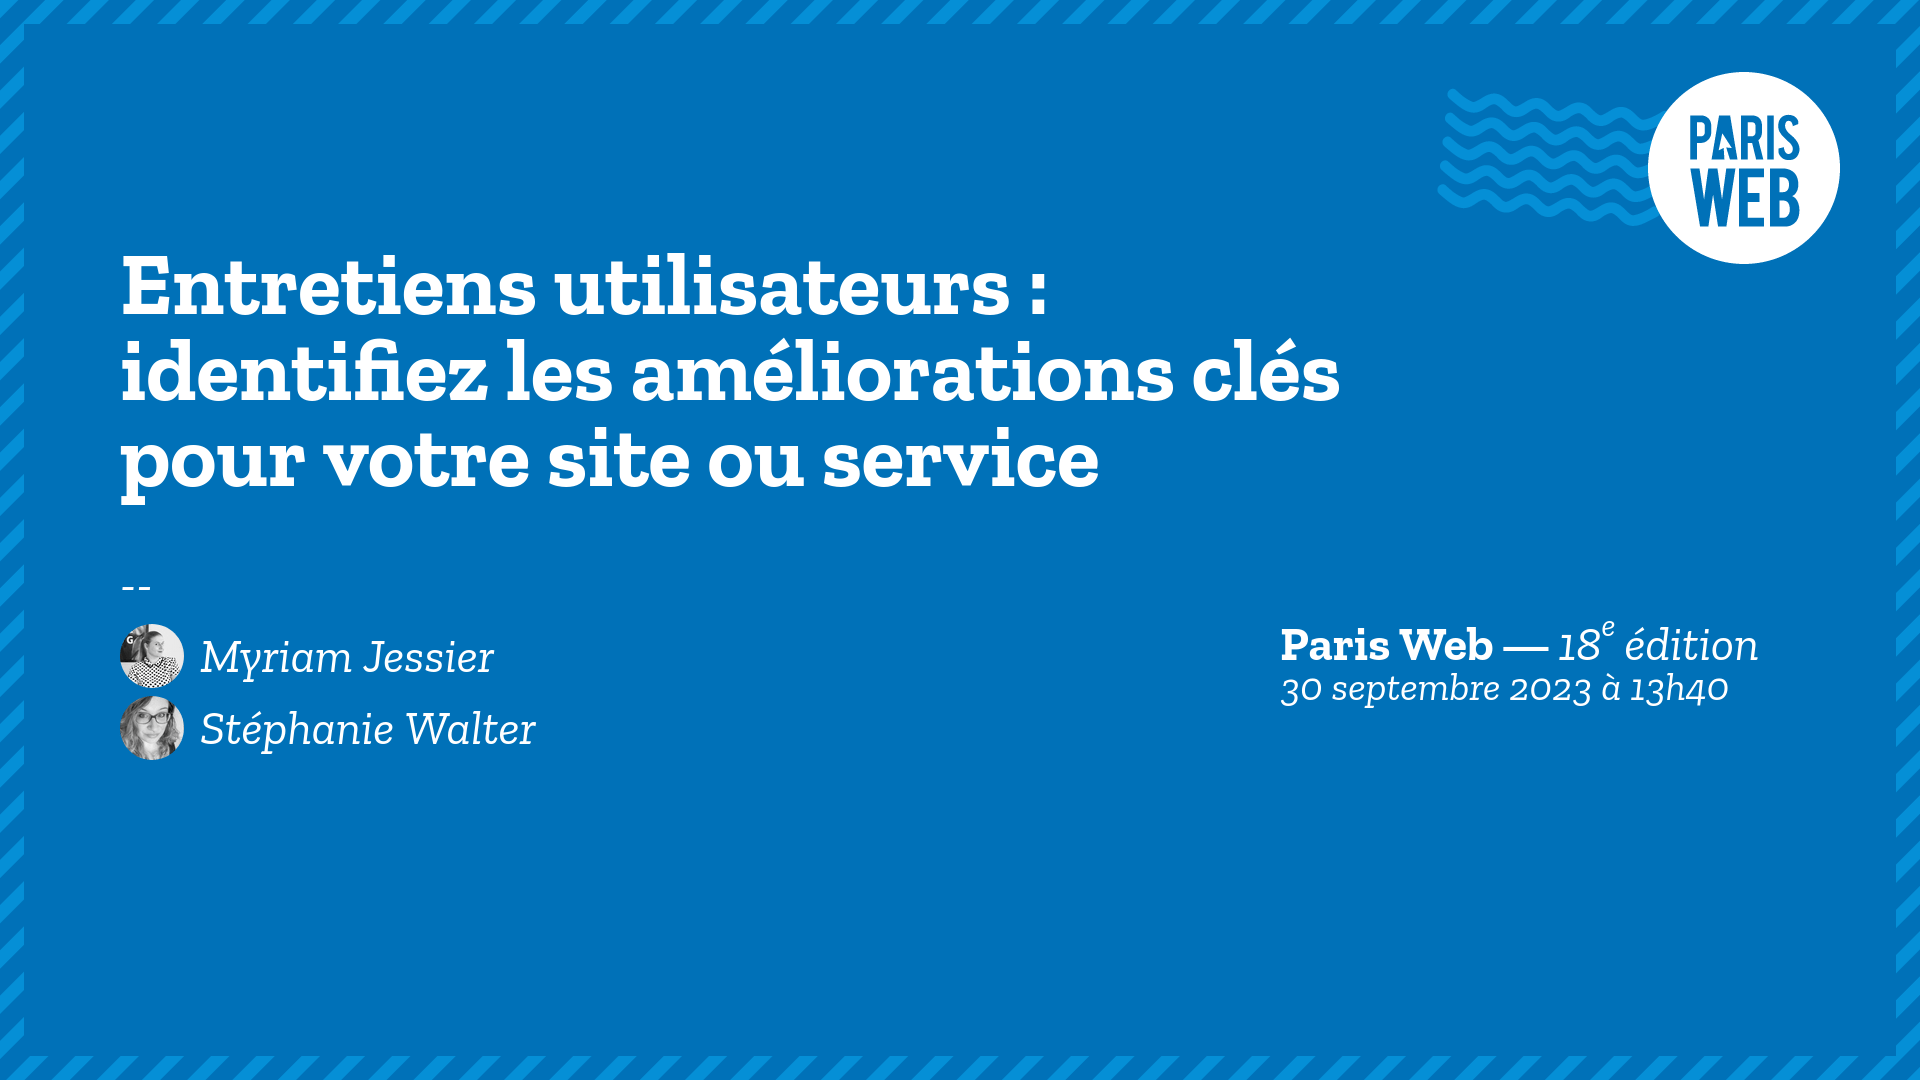 PARIS
WEB
Entretiens utilisateurs :
identifiez les améliorations clés
pour votre site ou service
--
G
Myriam Jessier
Stéphanie Walter
Paris Web — 18e édition
30 septembre 2023 à 13h40